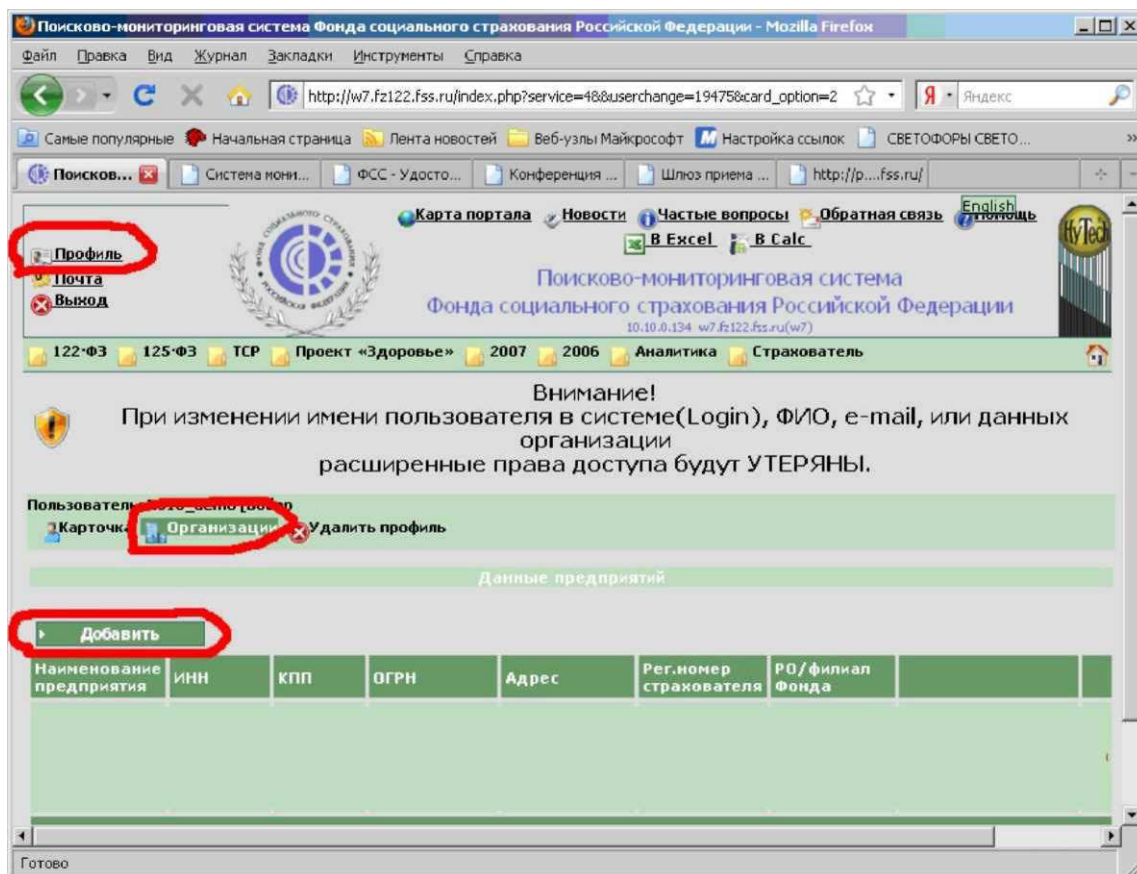 Поисково-мониторинговая система Фонда социального страхования Российской Федерации - Mozilla Firefox
Файл Правка Вид Журнал Закладки Инструменты Справка
http://w7.fz122.fss.ru/index.php?service=48&userchange=19475&card_option=2 Я Яндекс
Самые популярные Начальная страница Лента новостей Веб-узлы Майкрософт Настройка ссылок СВЕТОФОРЫ СВЕТО... »
Поисков... Система мони... ФСС - Удосто... Конференция ... Шлюз приема ... http://p....fss.ru/
Карта портала Новости Частые вопросы Обратная связь English
В Excel В Calc
HyTech
Профиль
Почта
Выход
Поисково-мониторинговая система
Фонда социального страхования Российской Федерации
10.10.0.134 w7.fz122.fss.ru(w7)
122-ФЗ 125-ФЗ ТСР Проект «Здоровье» 2007 2006 Аналитика Страхователь
Внимание!
При изменении имени пользователя в системе(Login), ФИО, e-mail, или данных
организации
расширенные права доступа будут УТЕРЯНЫ.
Пользователь
Карточка Организации Удалить профиль
Данные предприятий
Добавить
Наименование предприятия ИНН КПП ОГРН Адрес Рег.номер страхователя РО/филиал Фонда
Готово